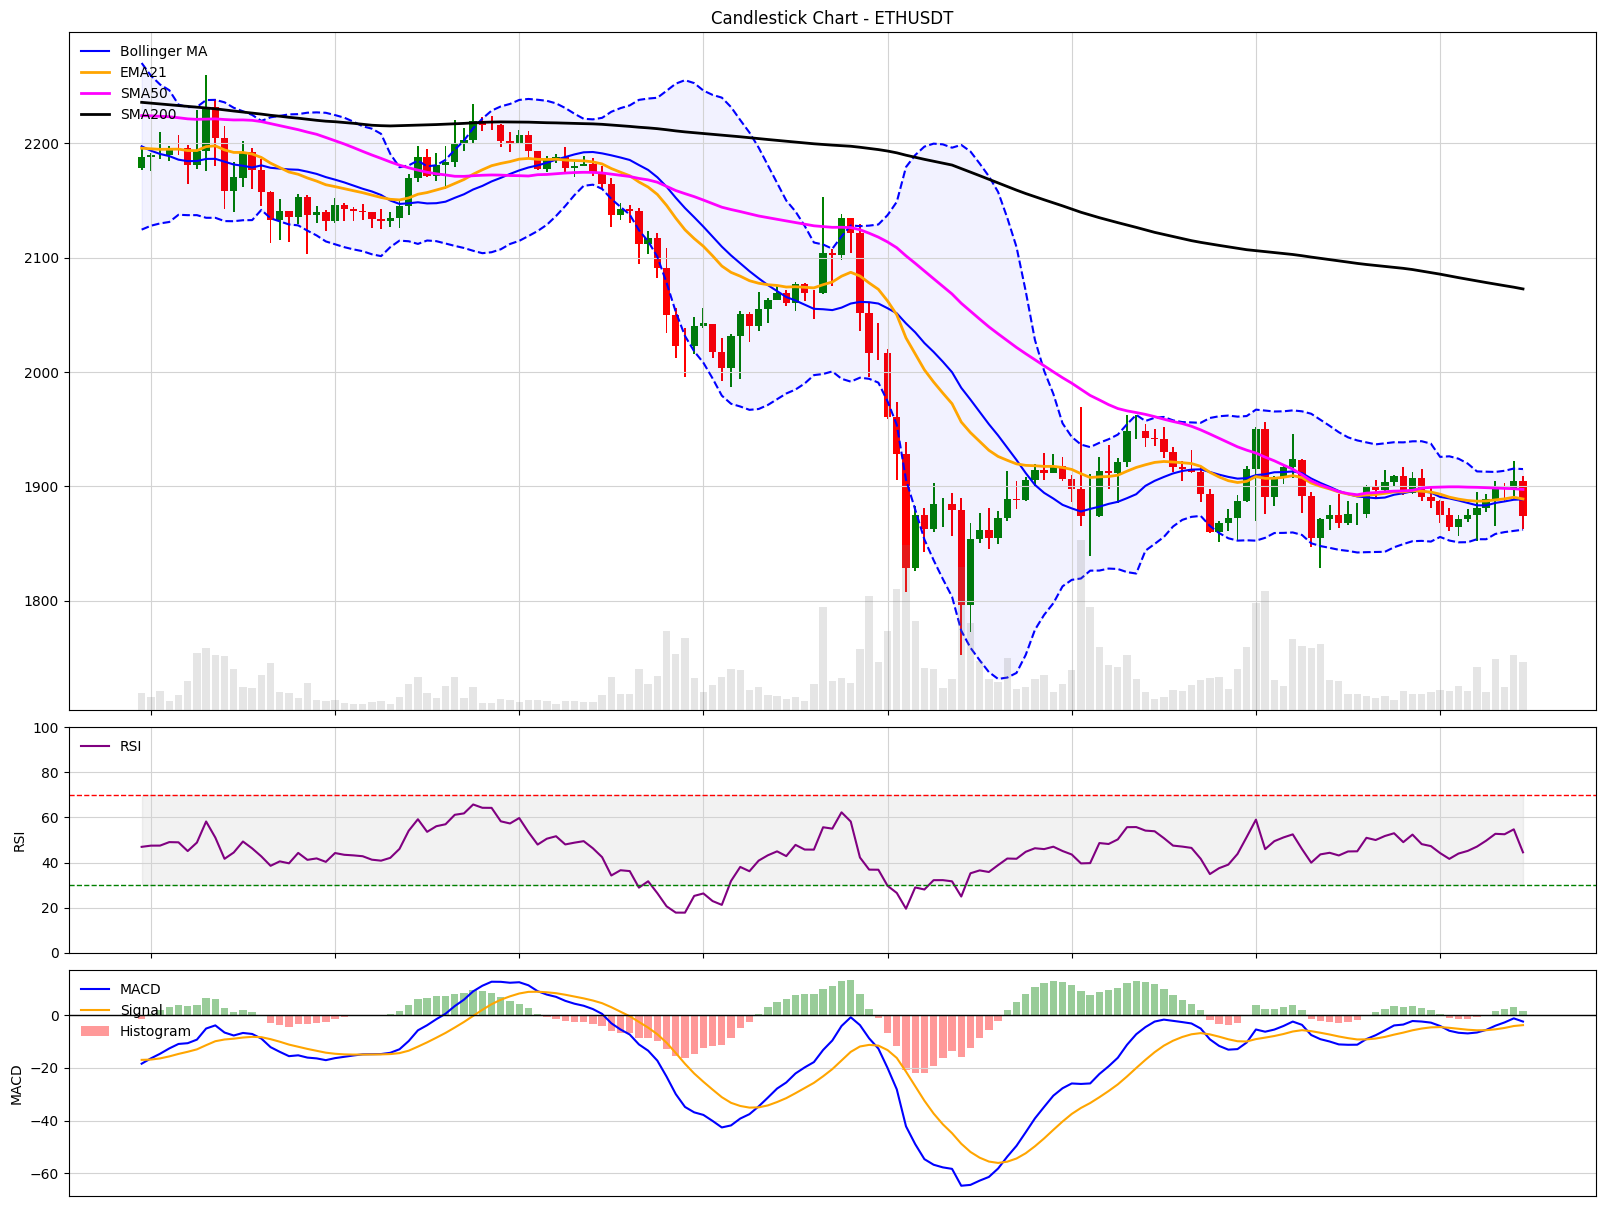 Candlestick Chart - ETHUSDT
Bollinger MA
EMA21
SMA50
SMA200
2200
2100
2000
1900
1800
RSI
100
80
60
40
20
0
RSI
MACD
Signal
Histogram
0
−20
−40
−60
MACD